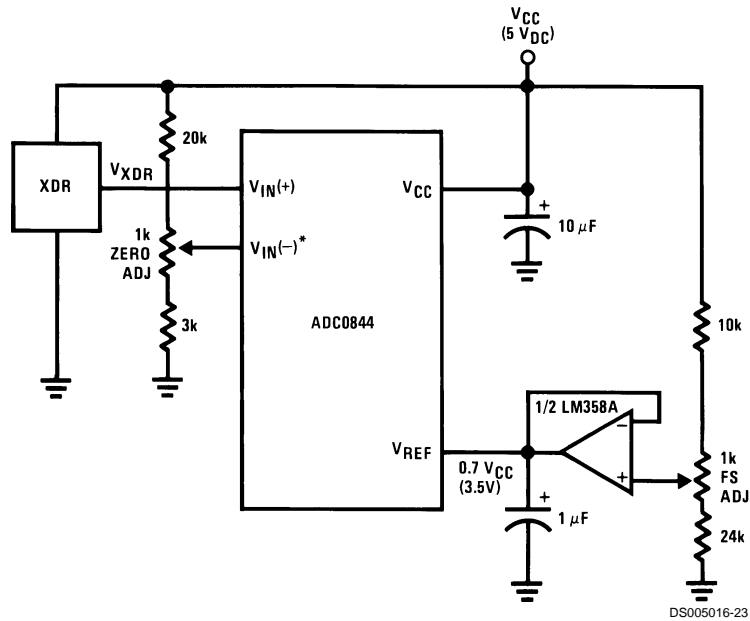 VCC
(5 VDC)
20k
XDR
VXDR
VIN(+)
VCC
1k
ZERO
ADJ
VIN(–)*
+
10 µF
3k
ADC0844
10k
1/2 LM358A
–
VREF
0.7 VCC
(3.5V)
+
1k
FS
ADJ
+
1 µF
24k
DS005016-23